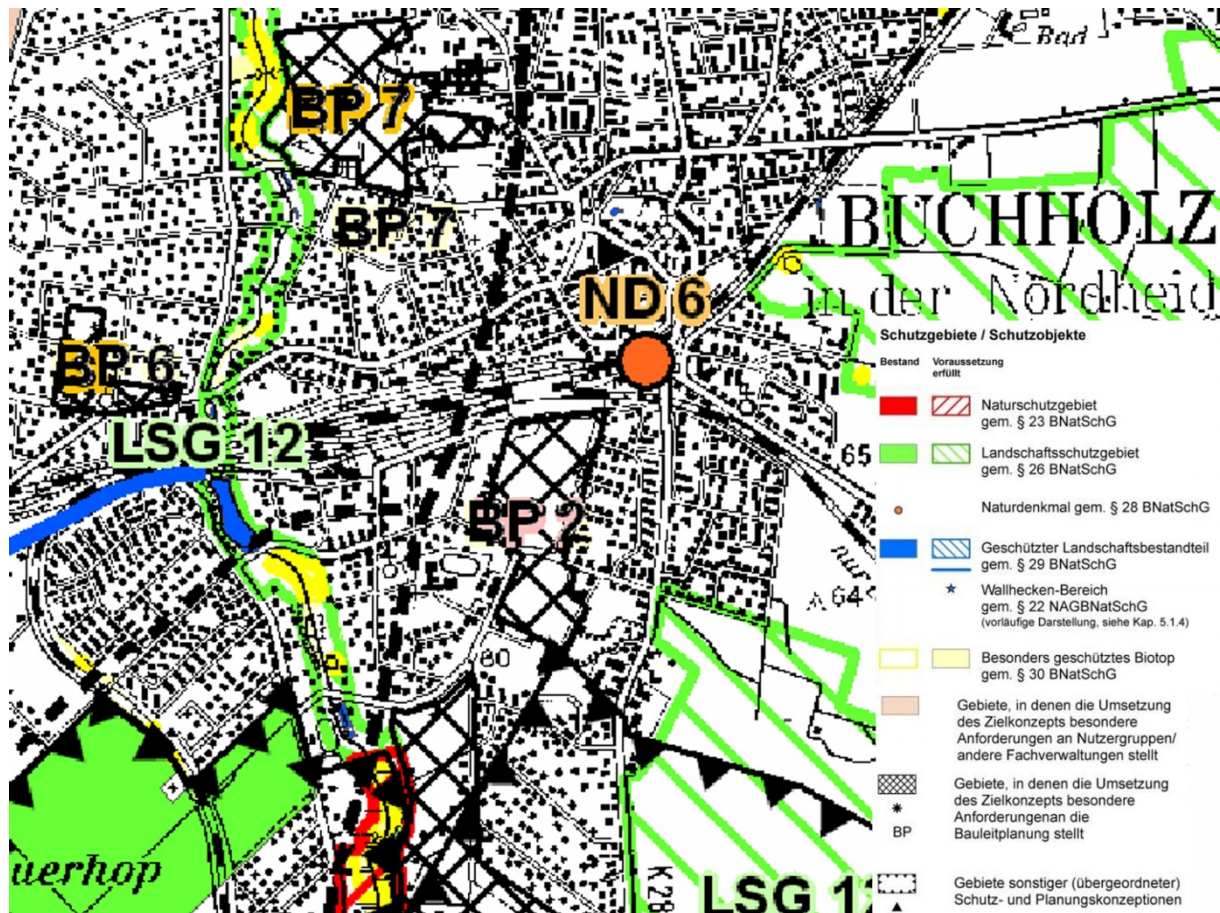 Bad
BP 7
BUCHHOLZ
BP 7
in der Nordheid
ND 6
Schutzgebiete / Schutzobjekte
Bestand
Voraussetzung
erfüllt
BP 6
Naturschutzgebiet
gem. § 23 BNatSchG
LSG 12
65
Landschaftsschutzgebiet
gem. § 26 BNatSchG
Naturdenkmal gem. § 28 BNatSchG
BP 2
Geschützter Landschaftsbestandteil
gem. § 29 BNatSchG
64
Wallhecken-Bereich
gem. § 22 NAGBNatSchG
(vorläufige Darstellung, siehe Kap. 5.1.4)
80
Besonders geschütztes Biotop
gem. § 30 BNatSchG
Gebiete, in denen die Umsetzung
des Zielkonzepts besondere
Anforderungen an Nutzergruppen/
andere Fachverwaltungen stellt
Gebiete, in denen die Umsetzung
des Zielkonzepts besondere
Anforderungenan die
Bauleitplanung stellt
BP
uerhop
K 28
LSG 1
Gebiete sonstiger (übergeordneter)
Schutz- und Planungskonzeptionen